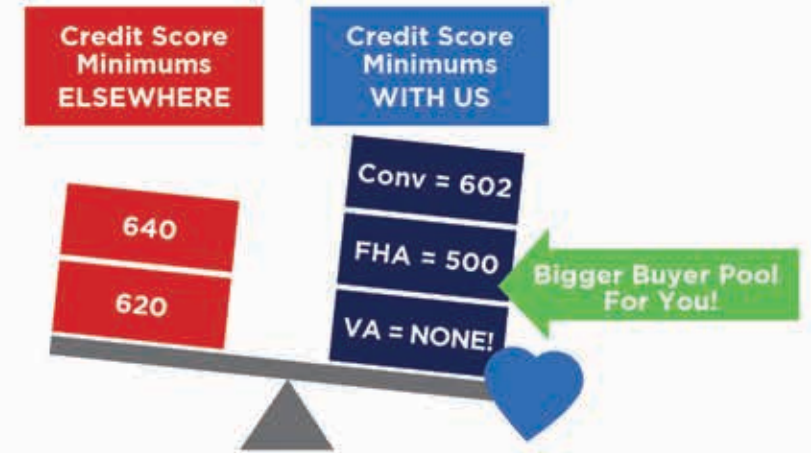 Credit Score
Minimums
ELSEWHERE
Credit Score
Minimums
WITH US
640
620
Conv = 602
FHA = 500
VA = NONE!
Bigger Buyer Pool
For You!